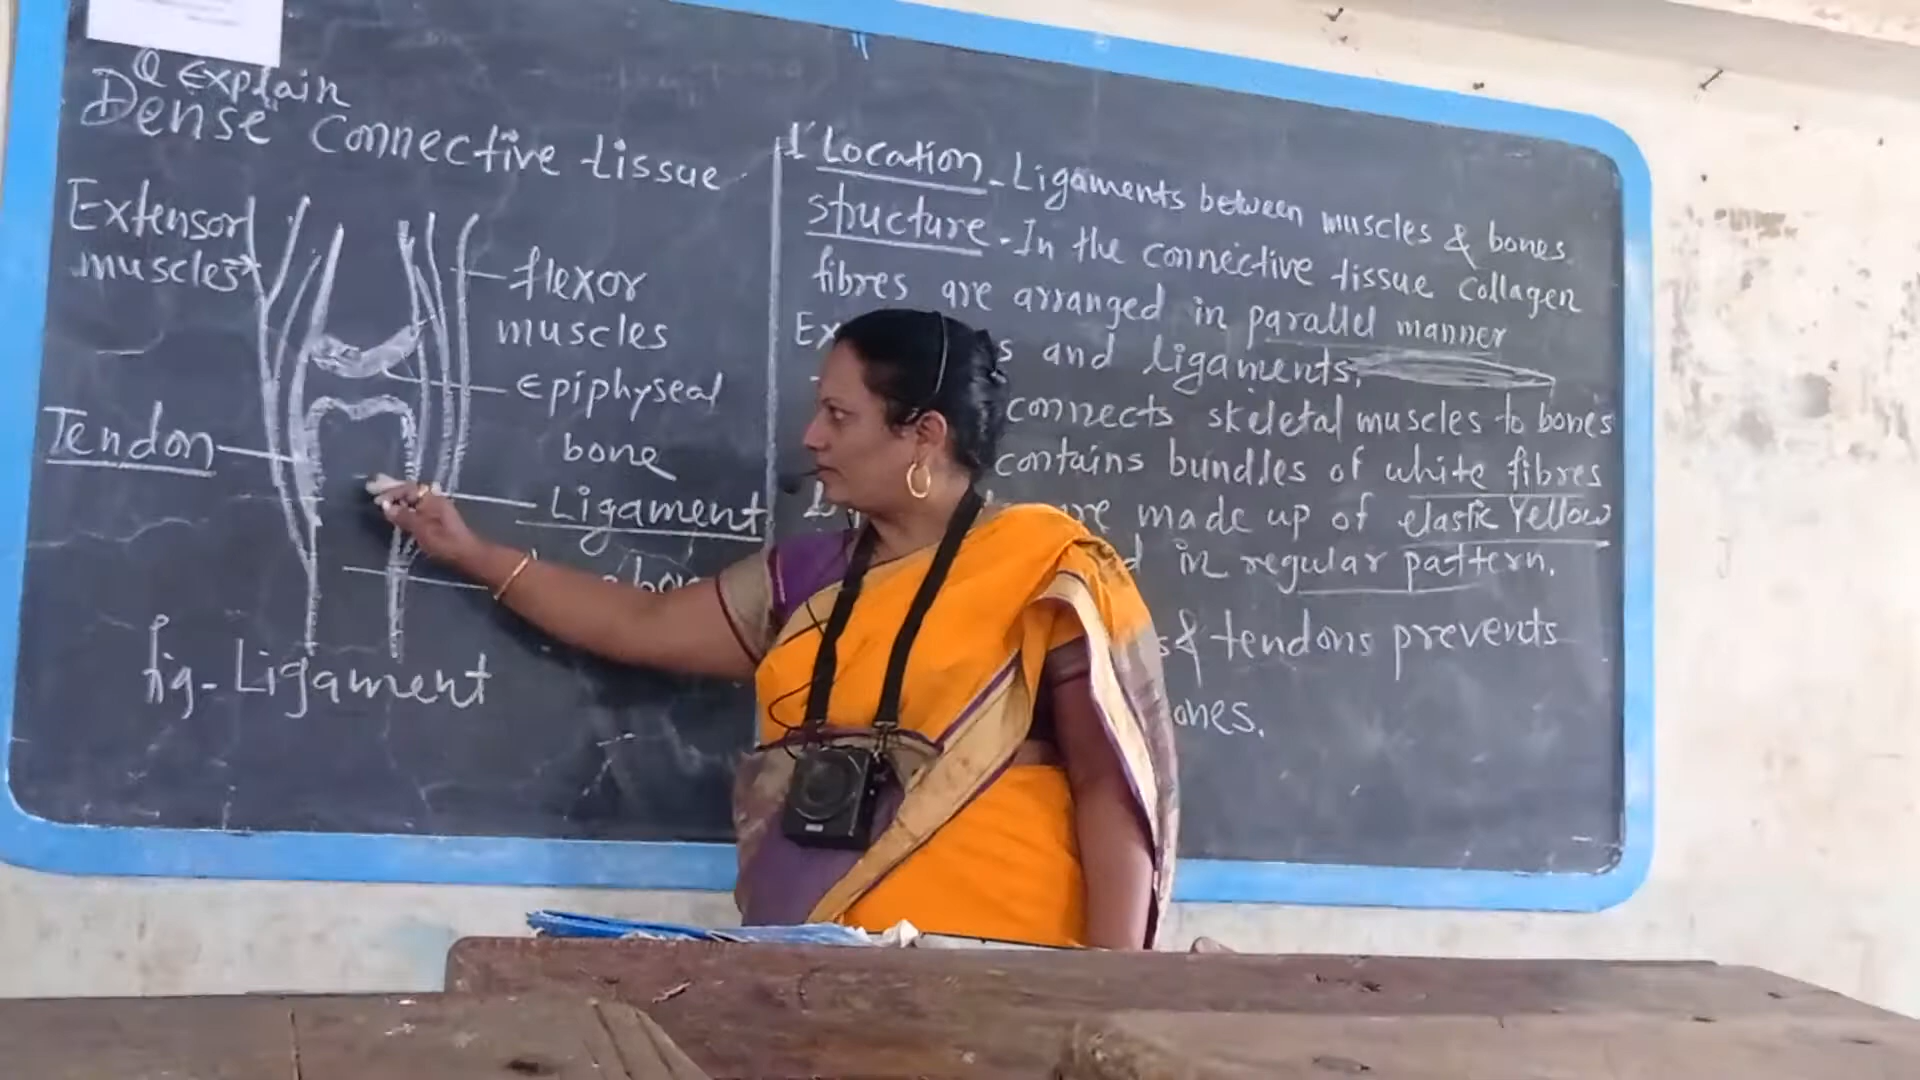 Q Explain
Dense connective tissue
Extensor
muscles
flexor
muscles
Epiphyseal
bone
Tendon
Ligament
fig- Ligament
1 Location - Ligaments between muscles & bones.
structure - In the connective tissue collagen
fibres are arranged in parallel manner
and ligaments.
connects skeletal muscles to bones
contains bundles of white fibres
made up of elastic Yellow
in regular pattern.
& tendons prevents